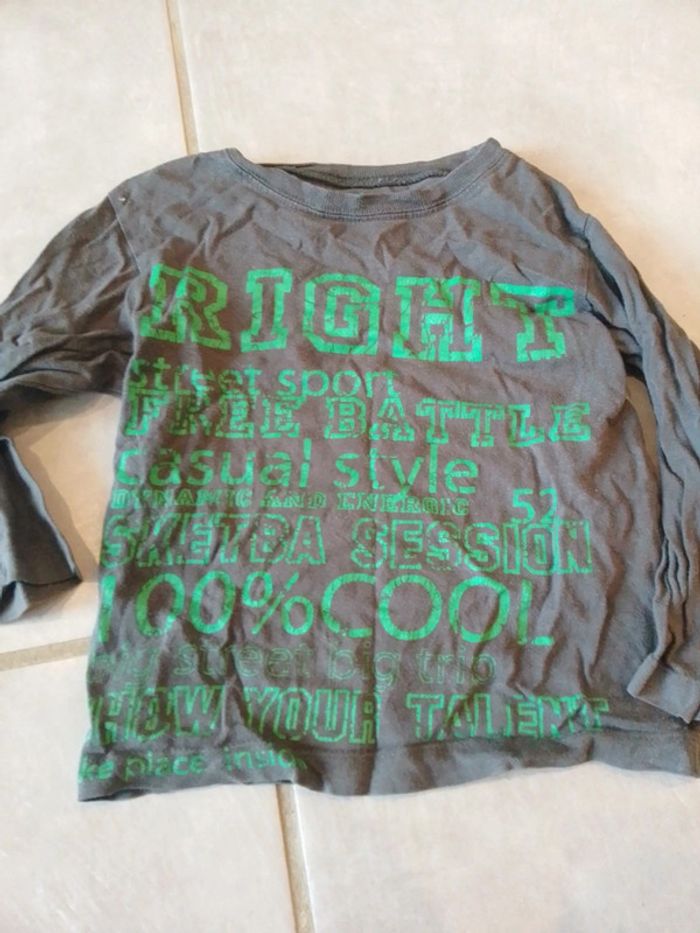 RIGHT
street sport
FREE BATTLE
casual style
DYNAMIC AND ENERGIC 52
SKETBA SESSION
100%COOL
big street big trip
HOW YOUR TALENT
ke place insid